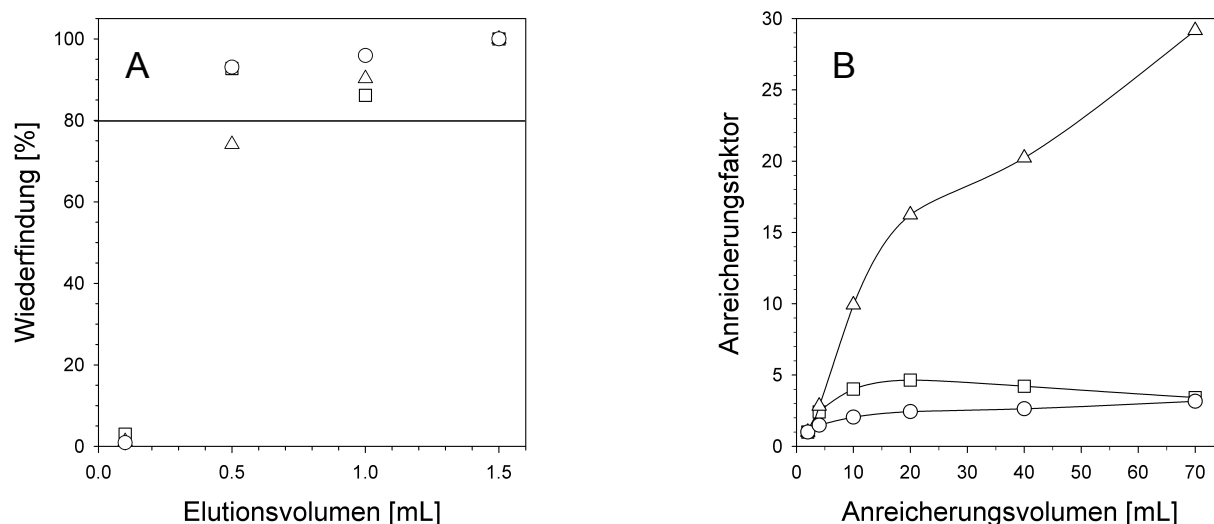 A
Wiederfindung [%]
100
80
60
40
20
0
0.0 0.5 1.0 1.5
Elutionsvolumen [mL]
B
Anreicherungsfaktor
30
25
20
15
10
5
0
0 10 20 30 40 50 60 70
Anreicherungsvolumen [mL]